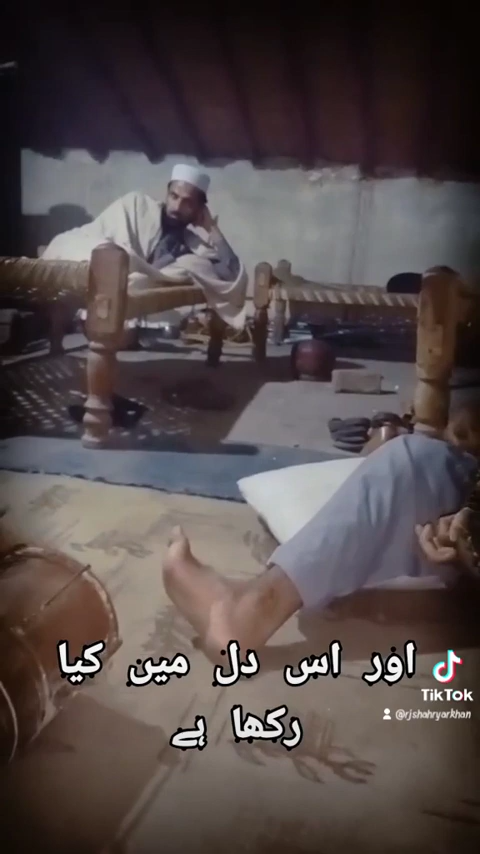 اور اس دل میں کیا
رکھا ہے
TikTok
@rjshahryarkhan